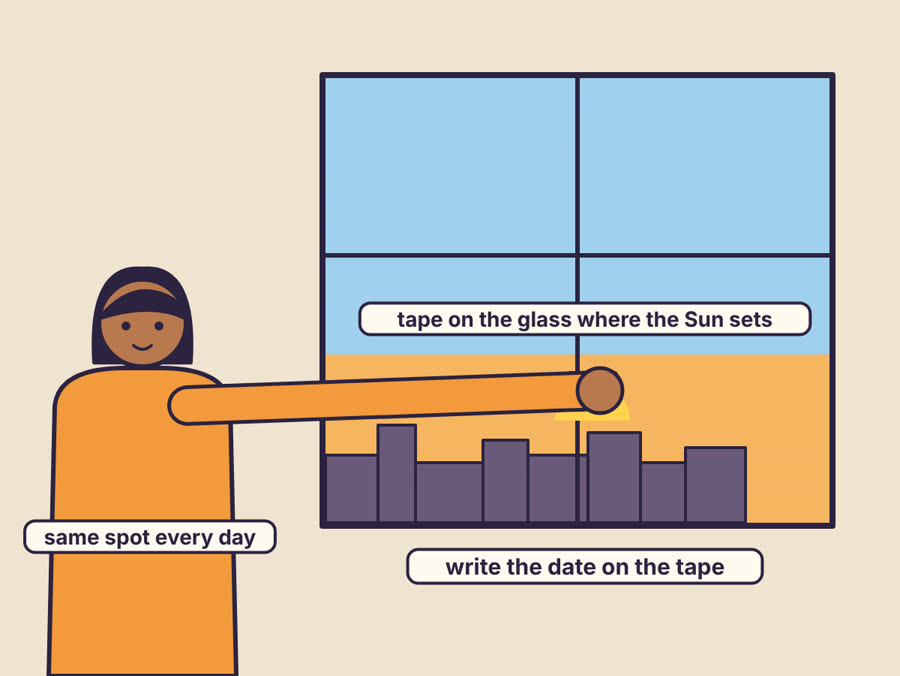 tape on the glass where the Sun sets
same spot every day
write the date on the tape